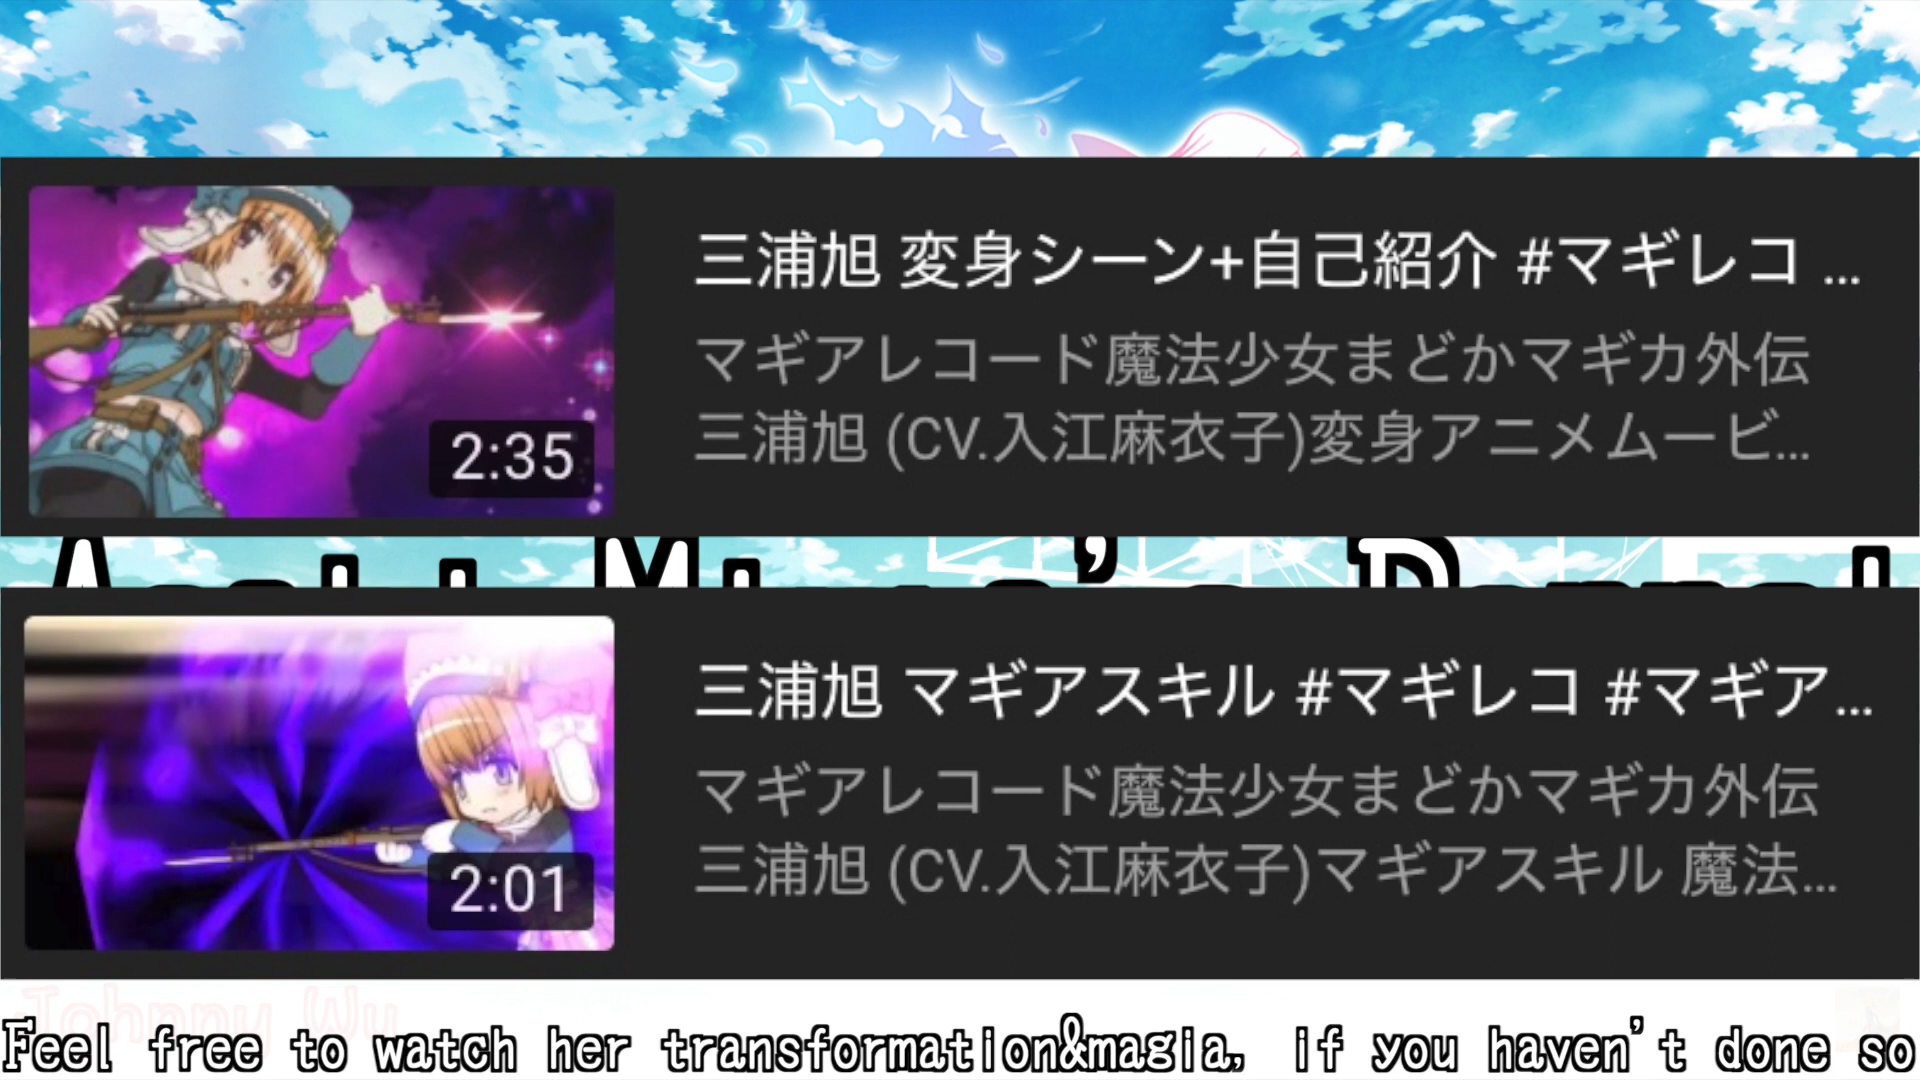 三浦旭 変身シーン+自己紹介 #マギレコ ...
マギアレコード魔法少女まどかマギカ外伝
三浦旭 (CV.入江麻衣子)変身アニメムービ...
2:35
三浦旭 マギアスキル #マギレコ #マギア...
マギアレコード魔法少女まどかマギカ外伝
三浦旭 (CV.入江麻衣子)マギアスキル 魔法...
2:01
Johnny Wu
Feel free to watch her transformation&magia, if you haven't done so